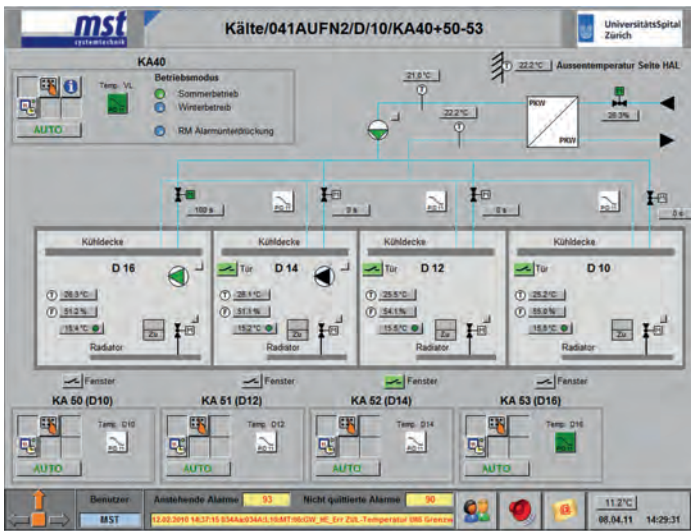 mst
systemtechnik
Kälte/041AUFN2/D/10/KA40+50-53
UniversitätsSpital
Zürich
KA40
Temp. VL
Betriebsmodus
Sommerbetrieb
Winterbetreib
RM Alarmunterdrückung
AUTO
21.0°C
22.2°C
22.2°C
Aussentemperatur Seite HAL
PKW
PKW
20.3%
100 s
0 s
0 s
0 s
Kühldecke
Kühldecke
Kühldecke
Kühldecke
D 16
Tür
D 14
Tür
D 12
Tür
D 10
26.3°C
26.1°C
25.5°C
25.2°C
51.2%
51.1%
54.1%
55.0%
15.4°C
15.2°C
15.5°C
15.5°C
Zu
Zu
Zu
Zu
Radiator
Radiator
Radiator
Radiator
Fenster
Fenster
Fenster
Fenster
KA 50 (D10)
KA 51 (D12)
KA 52 (D14)
KA 53 (D16)
Temp. D10
Temp. D12
Temp. D14
Temp. D16
AUTO
AUTO
AUTO
AUTO
Benutzer
Anstehende Alarme
93
Nicht quittierte Alarme
90
11.2°C
MST
06.04.11
14:29:31